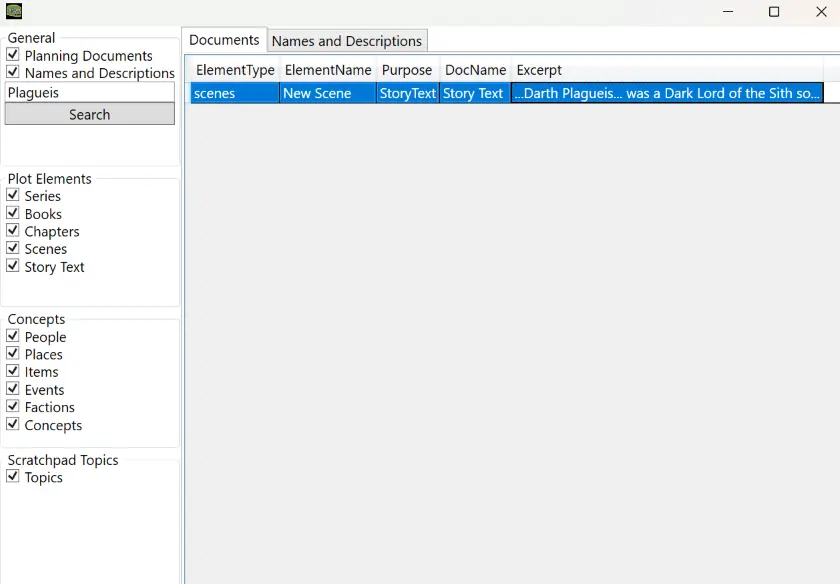 General
Planning Documents
Names and Descriptions
Plagueis
Search
Plot Elements
Series
Books
Chapters
Scenes
Story Text
Concepts
People
Places
Items
Events
Factions
Concepts
Scratchpad Topics
Topics
Documents Names and Descriptions
ElementType ElementName Purpose DocName Excerpt
scenes New Scene StoryText Story Text ...Darth Plagueis... was a Dark Lord of the Sith so...